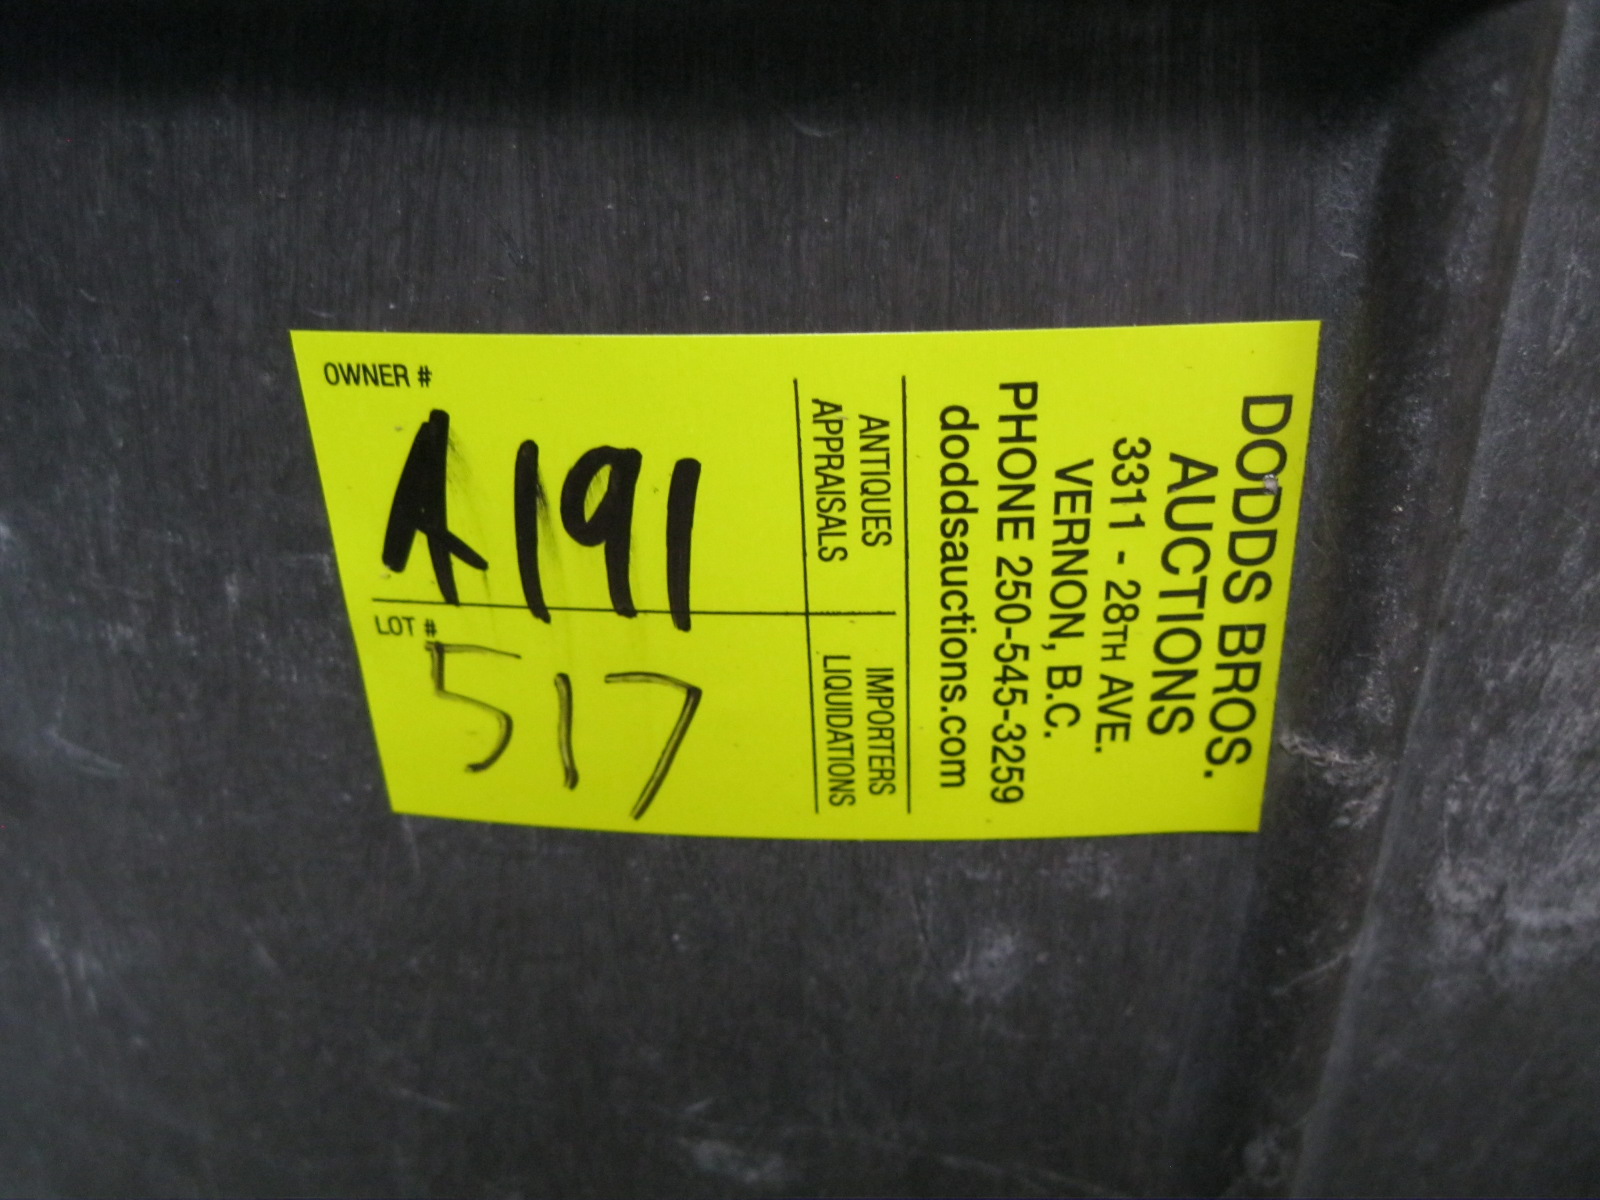 DODDS BROS.
AUCTIONS
3311 - 28TH AVE.
VERNON, B.C.
PHONE 250-545-3259
doddsauctions.com
ANTIQUES
APPRAISALS
IMPORTERS
LIQUIDATIONS
OWNER #
A191
LOT #
517